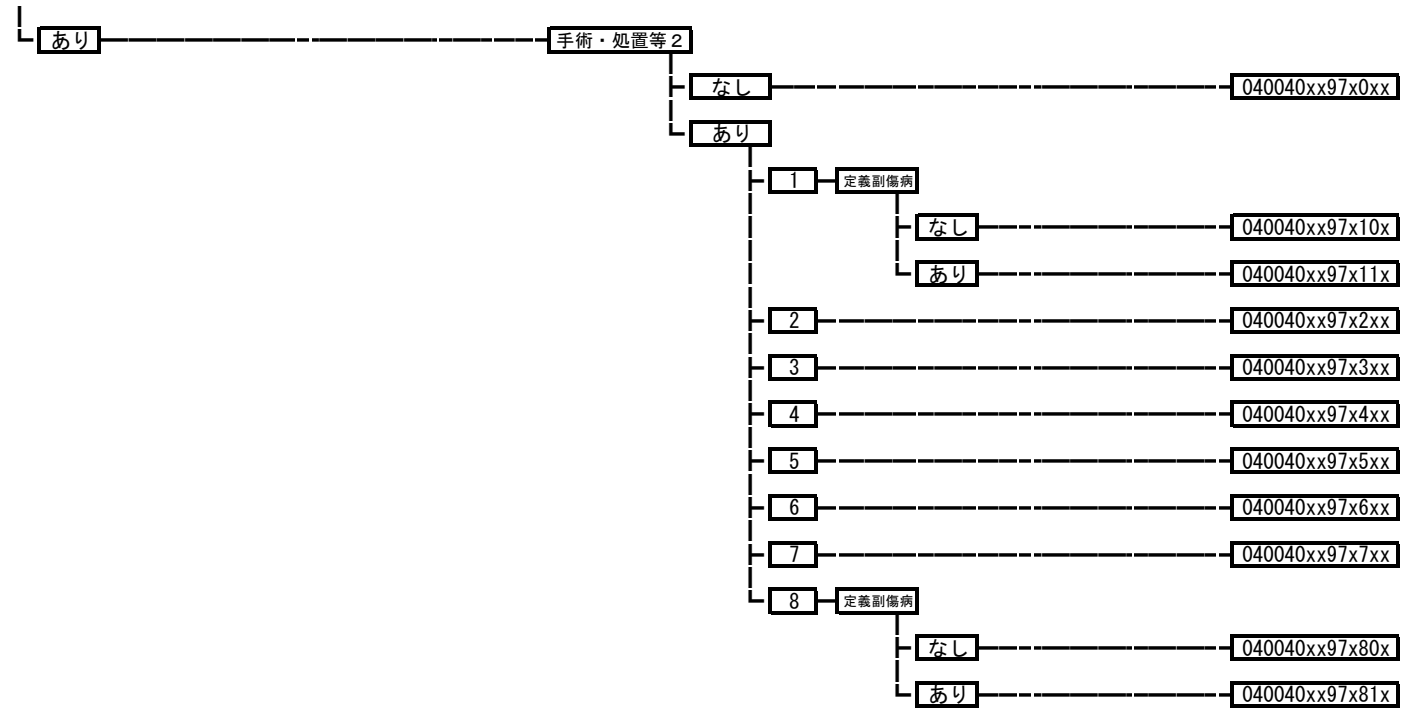 あり 手術・処置等２
なし 040040xx97x0xx
あり
1 定義副傷病
なし 040040xx97x10x
あり 040040xx97x11x
2 040040xx97x2xx
3 040040xx97x3xx
4 040040xx97x4xx
5 040040xx97x5xx
6 040040xx97x6xx
7 040040xx97x7xx
8 定義副傷病
なし 040040xx97x80x
あり 040040xx97x81x